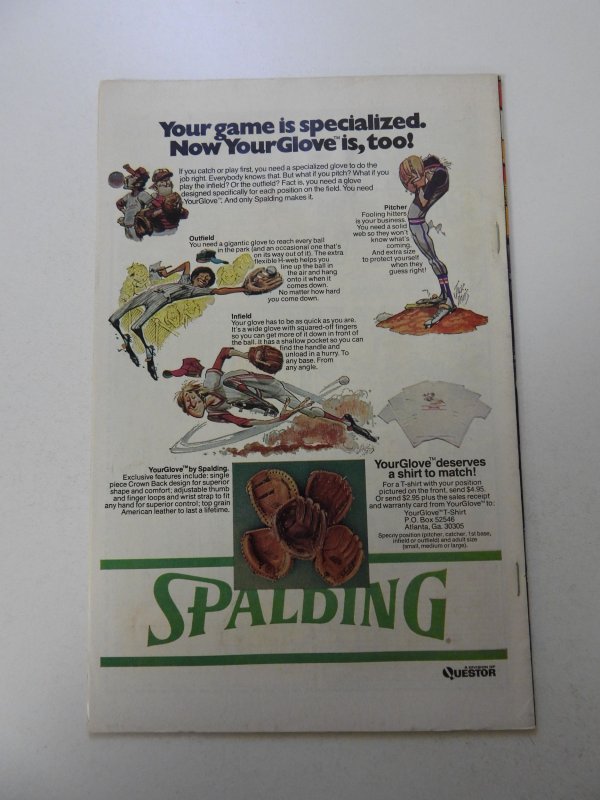 Your game is specialized.
Now YourGlove™ is, too!
If you catch or play first, you need a specialized glove to do the
job right. Everybody knows that. But what if you pitch? What if you
play the infield? Or the outfield? Fact is, you need a glove
designed specifically for each position on the field. You need
YourGlove™. And only Spalding makes it.
Pitcher
Fooling hitters
is your business.
You need a solid
web so they won't
know what's
coming.
And extra size
to protect yourself
when they
guess right!
Outfield
You need a gigantic glove to reach every ball
in the park (and an occasional one that's
on its way out of it). The extra
flexible H-web helps you
line up the ball in
the air and hang
onto it when it
comes down.
No matter how hard
you come down.
Infield
Your glove has to be as quick as you are.
It's a wide glove with squared-off fingers
so you can get more of it down in front of
the ball. It has a shallow pocket so you can
find the handle and
unload in a hurry. To
any base. From
any angle.
YourGlove™ by Spalding.
Exclusive features include: single
piece Crown Back design for superior
shape and comfort; adjustable thumb
and finger loops and wrist strap to fit
any hand for superior control; top grain
American leather to last a lifetime.
YourGlove™ deserves
a shirt to match!
For a T-shirt with your position
pictured on the front, send $4.95.
Or send $2.95 plus the sales receipt
and warranty card from YourGlove™ to:
YourGlove™ T-Shirt
P.O. Box 52546
Atlanta, Ga. 30305
Specify position (pitcher, catcher, 1st base,
infield or outfield) and adult size
(small, medium or large).
SPALDING
A DIVISION OF
QUESTOR